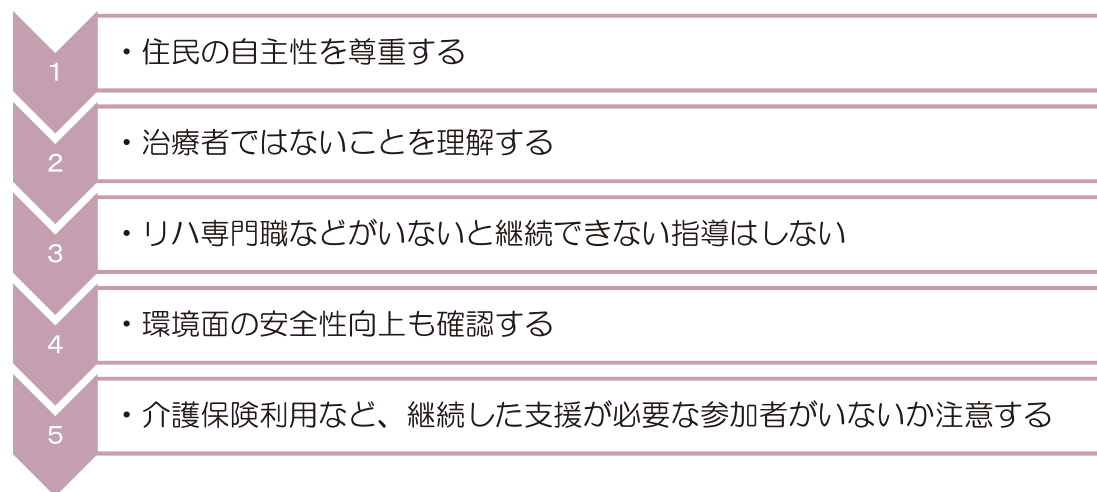 1
・住民の自主性を尊重する
2
・治療者ではないことを理解する
3
・リハ専門職などがいないと継続できない指導はしない
4
・環境面の安全性向上も確認する
5
・介護保険利用など、継続した支援が必要な参加者がいないか注意する